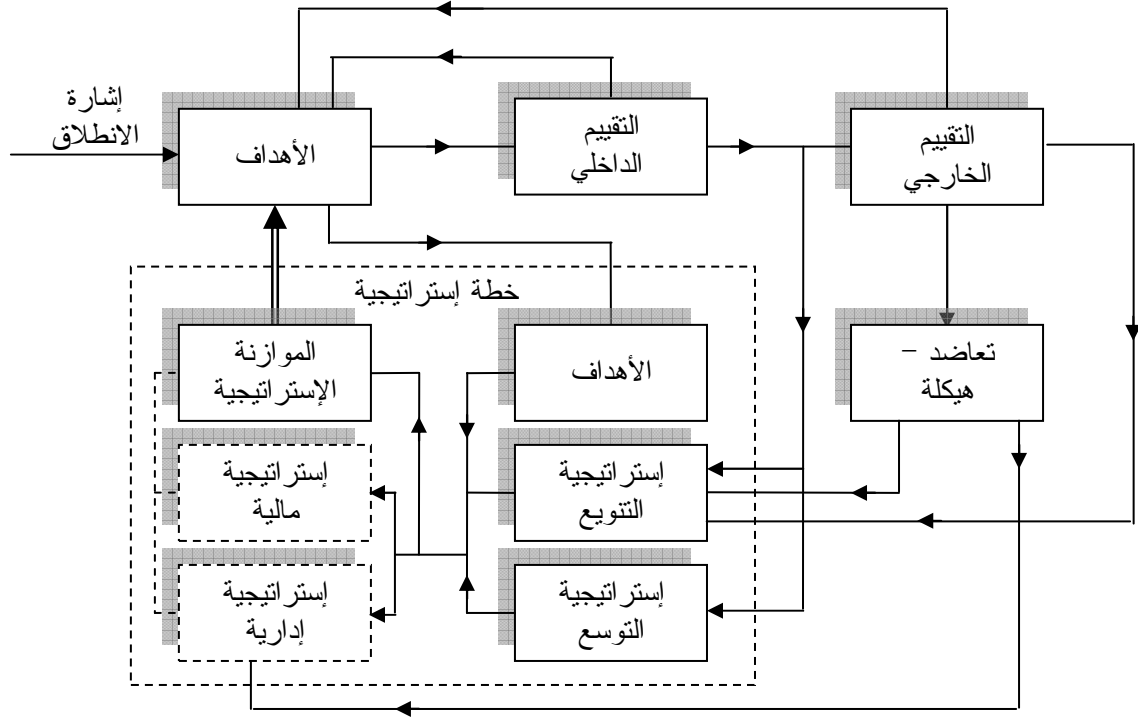 إشارة
الانطلاق
الأهداف
التقييم
الداخلي
التقييم
الخارجي
خطة إستراتيجية
الموازنة
الإستراتيجية
الأهداف
تعاضد –
هيكلة
إستراتيجية
مالية
إستراتيجية
التنويع
إستراتيجية
إدارية
إستراتيجية
التوسع